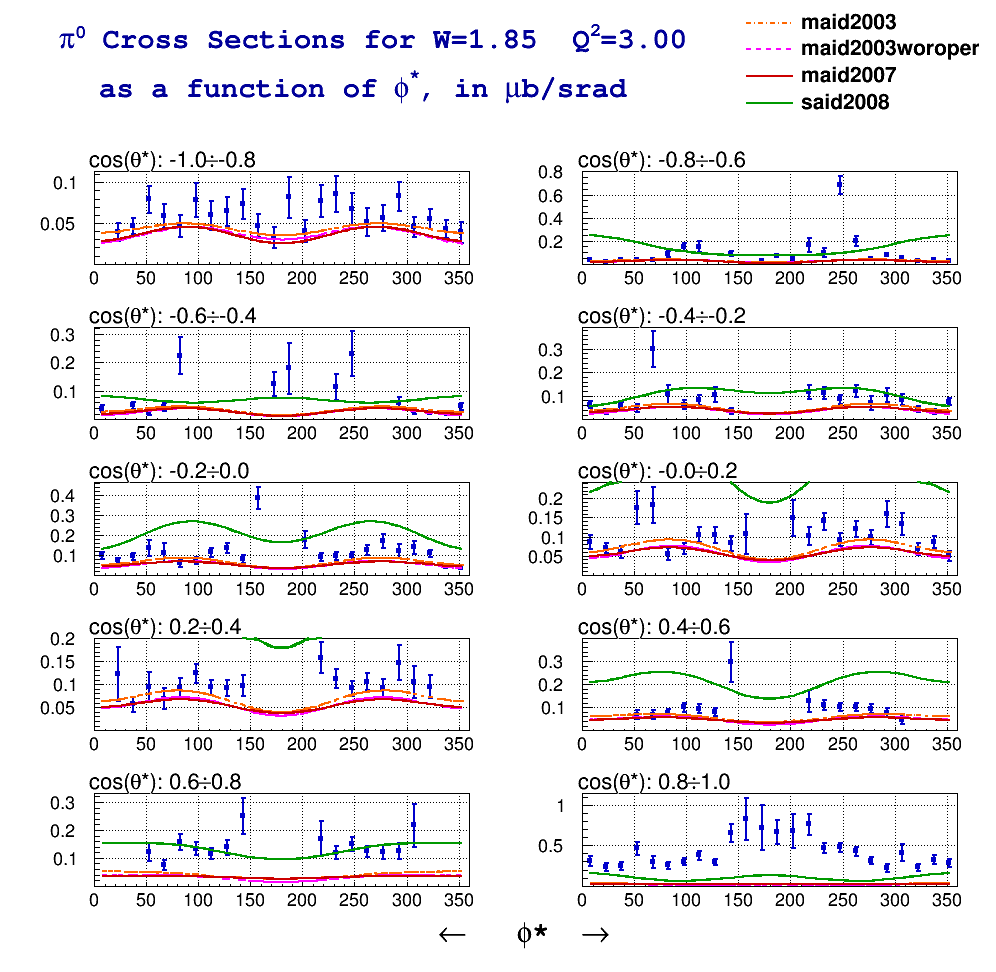 π⁰ Cross Sections for W=1.85 Q²=3.00
as a function of ϕ*, in μb/srad
maid2003
maid2003woroper
maid2007
said2008
cos(θ*): -1.0÷-0.8
0.1
0.05
0 50 100 150 200 250 300 350
cos(θ*): -0.8÷-0.6
0.8
0.6
0.4
0.2
0 50 100 150 200 250 300 350
cos(θ*): -0.6÷-0.4
0.3
0.2
0.1
0 50 100 150 200 250 300 350
cos(θ*): -0.4÷-0.2
0.3
0.2
0.1
0 50 100 150 200 250 300 350
cos(θ*): -0.2÷0.0
0.4
0.3
0.2
0.1
0 50 100 150 200 250 300 350
cos(θ*): -0.0÷0.2
0.2
0.15
0.1
0.05
0 50 100 150 200 250 300 350
cos(θ*): 0.2÷0.4
0.2
0.15
0.1
0.05
0 50 100 150 200 250 300 350
cos(θ*): 0.4÷0.6
0.3
0.2
0.1
0 50 100 150 200 250 300 350
cos(θ*): 0.6÷0.8
0.3
0.2
0.1
0 50 100 150 200 250 300 350
cos(θ*): 0.8÷1.0
1
0.5
0 50 100 150 200 250 300 350
← ϕ* →